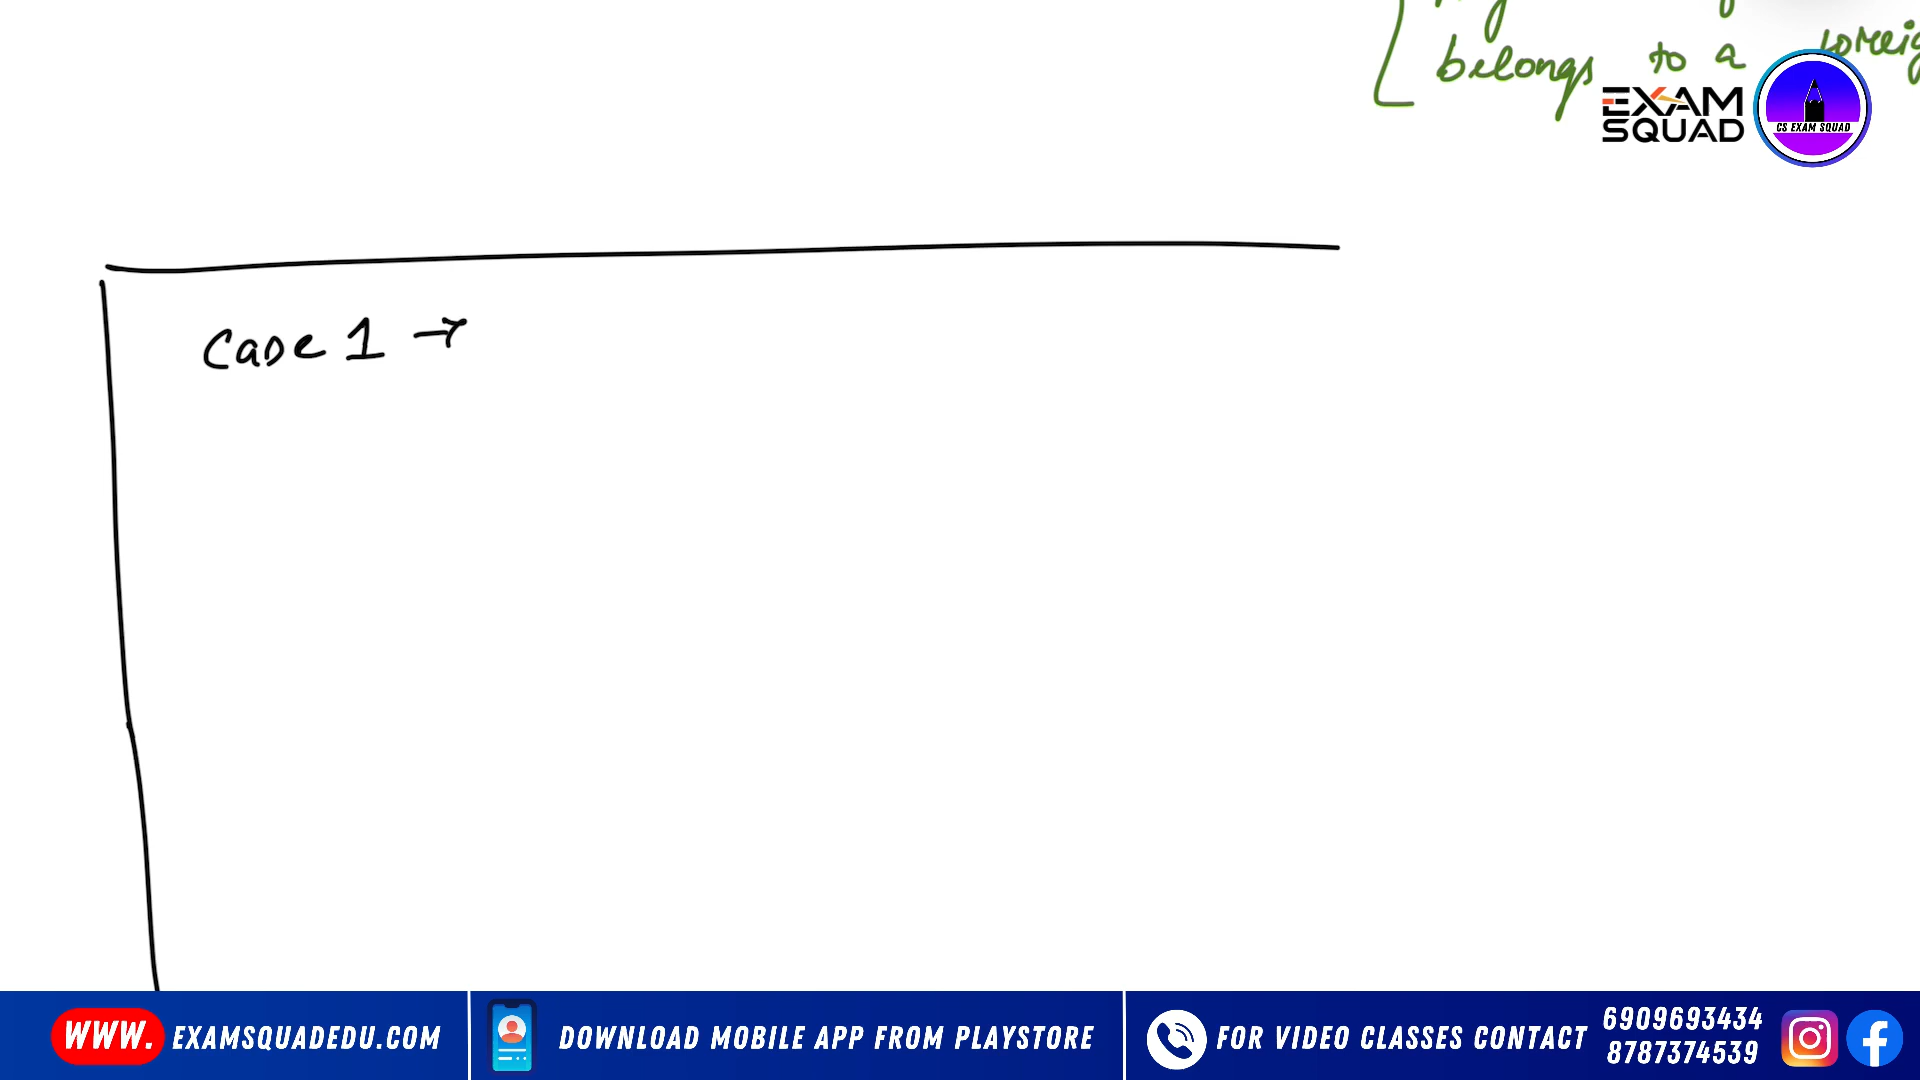 belongs to a
EXAM
SQUAD
CS EXAM SQUAD
Case 1 →
WWW. EXAMSQUADEDU.COM
DOWNLOAD MOBILE APP FROM PLAYSTORE
FOR VIDEO CLASSES CONTACT
6909693434
8787374539